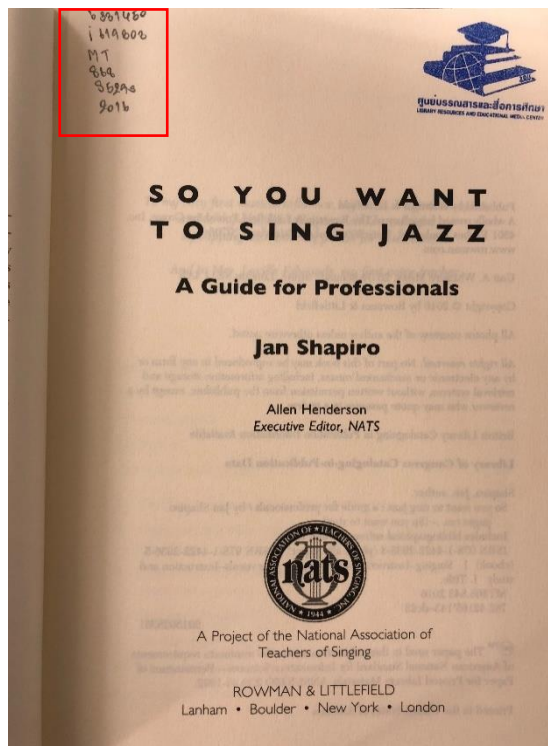 MT
868
2016
ศูนย์บรรณสารและสื่อการศึกษา
LIBRARY RESOURCES AND EDUCATIONAL MEDIA CENTER
SO YOU WANT
TO SING JAZZ
A Guide for Professionals
Jan Shapiro
Allen Henderson
Executive Editor, NATS
NATIONAL ASSOCIATION OF TEACHERS OF SINGING, INC
nats
1944
A Project of the National Association of
Teachers of Singing
ROWMAN & LITTLEFIELD
Lanham • Boulder • New York • London